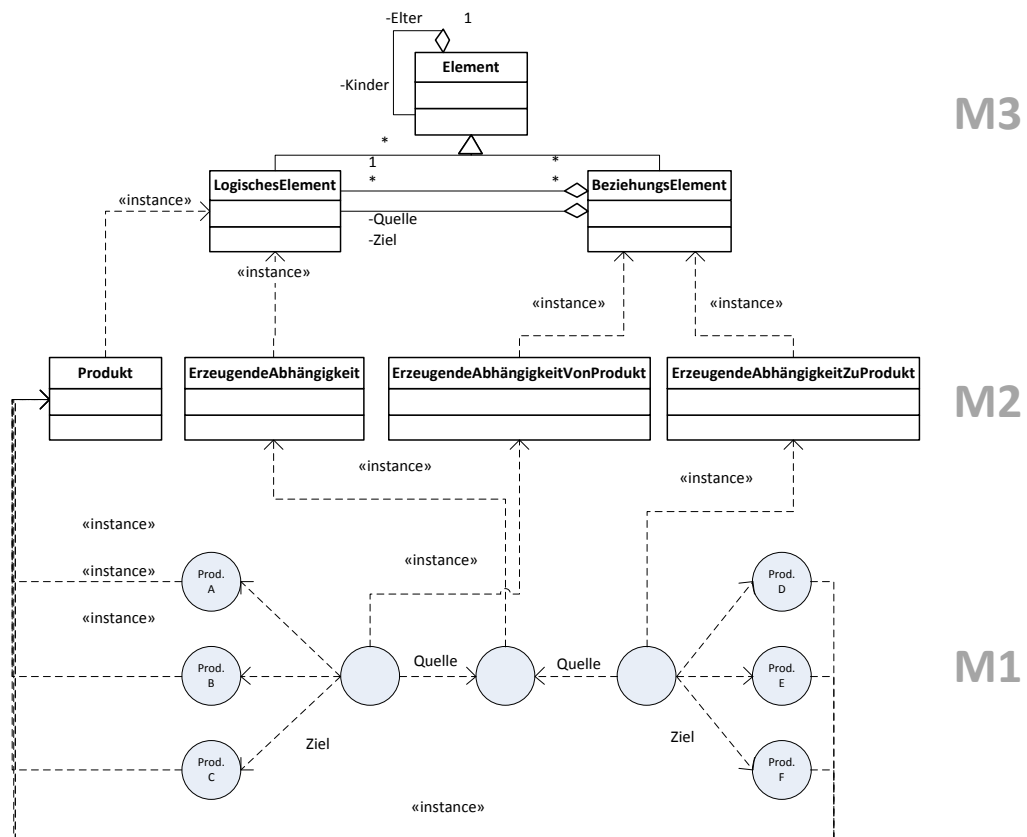 -Elter
1
Element
-Kinder
M3
*
1
*
*
*
LogischesElement
BeziehungsElement
«instance»
-Quelle
-Ziel
«instance»
«instance»
«instance»
Produkt
ErzeugendeAbhängigkeit
ErzeugendeAbhängigkeitVonProdukt
ErzeugendeAbhängigkeitZuProdukt
M2
«instance»
«instance»
«instance»
«instance»
«instance»
Prod.
A
Prod.
D
«instance»
Quelle
Quelle
Prod.
B
Prod.
E
M1
Ziel
Ziel
Prod.
C
Prod.
F
«instance»